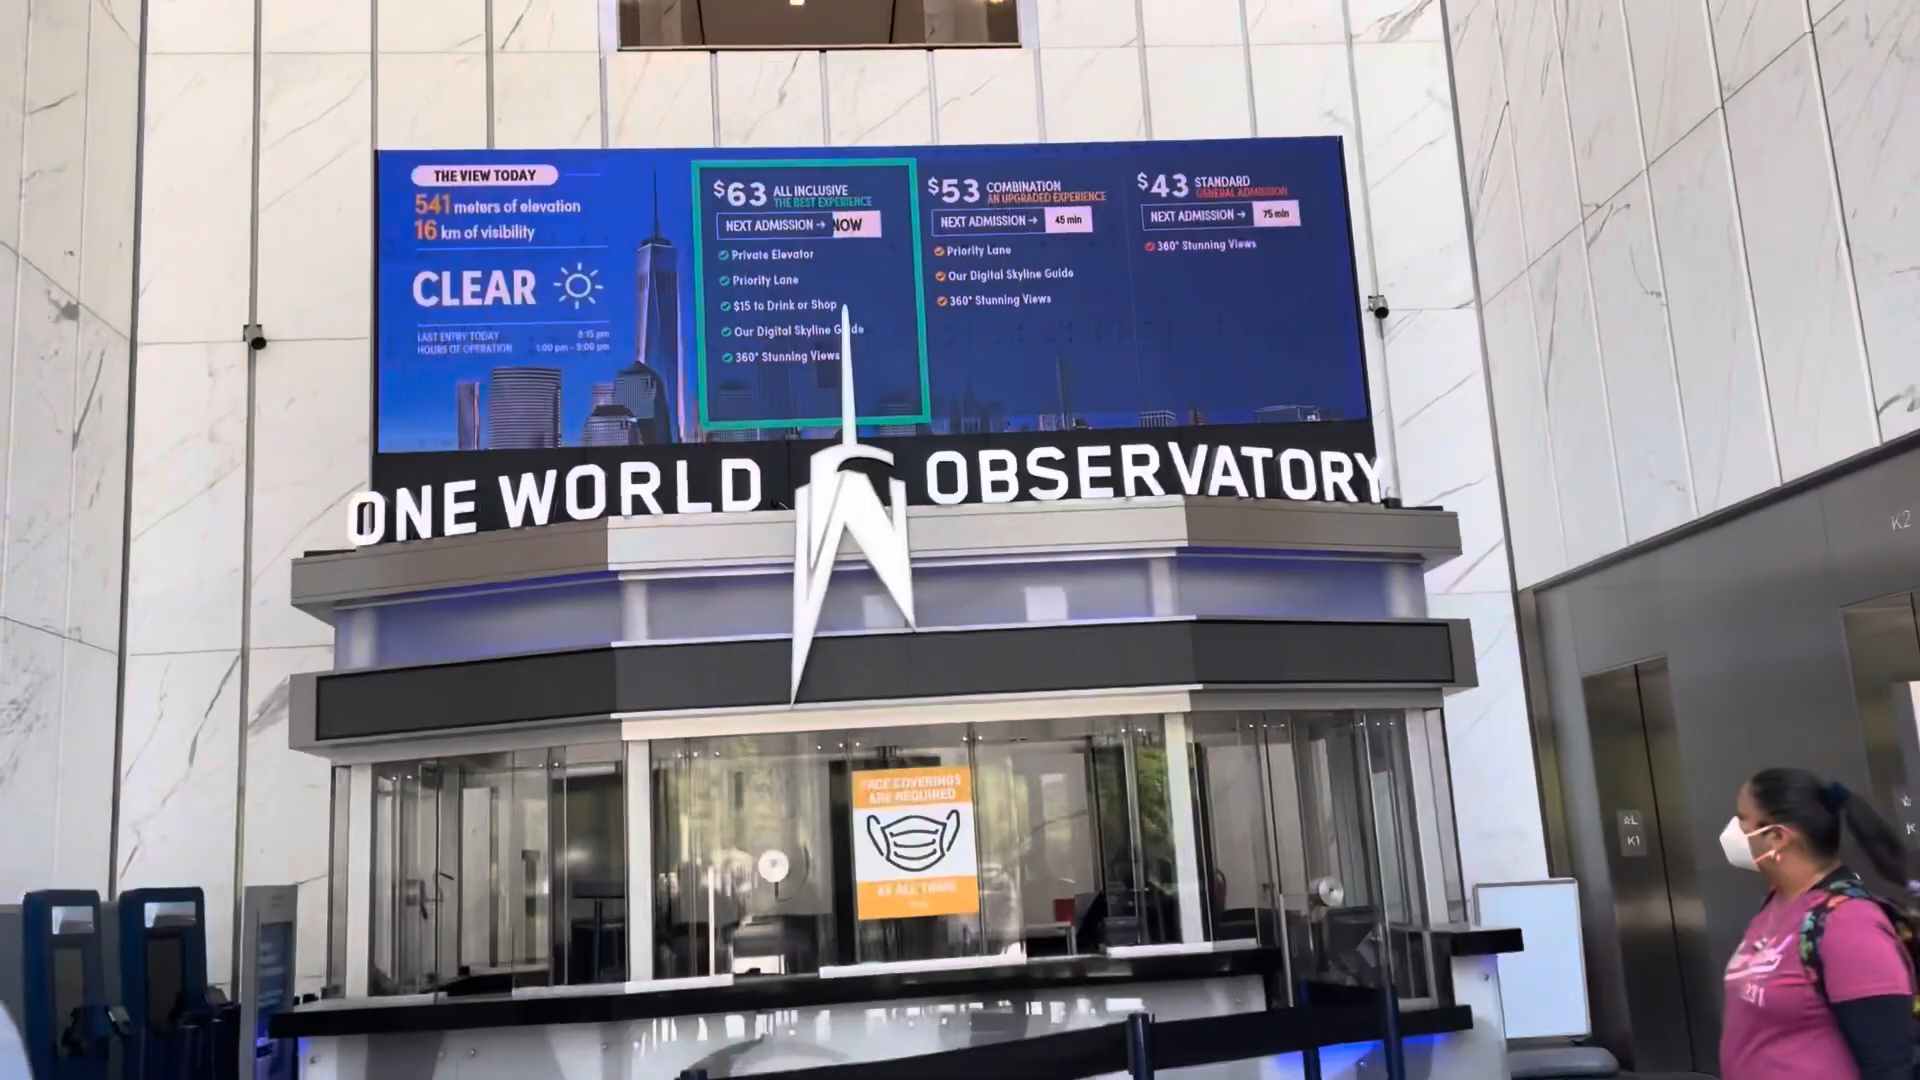 THE VIEW TODAY
541 meters of elevation
16 km of visibility
CLEAR
LAST ENTRY TODAY 8:15 pm
HOURS OF OPERATION 1:00 pm - 9:00 pm
$63 ALL INCLUSIVE
THE BEST EXPERIENCE
NEXT ADMISSION → NOW
Private Elevator
Priority Lane
$15 to Drink or Shop
Our Digital Skyline Guide
360° Stunning Views
$53 COMBINATION
AN UPGRADED EXPERIENCE
NEXT ADMISSION → 45 min
Priority Lane
Our Digital Skyline Guide
360° Stunning Views
$43 STANDARD
GENERAL ADMISSION
NEXT ADMISSION → 75 min
360° Stunning Views
ONE WORLD OBSERVATORY
K2
FACE COVERINGS
ARE REQUIRED
AT ALL TIMES
K1